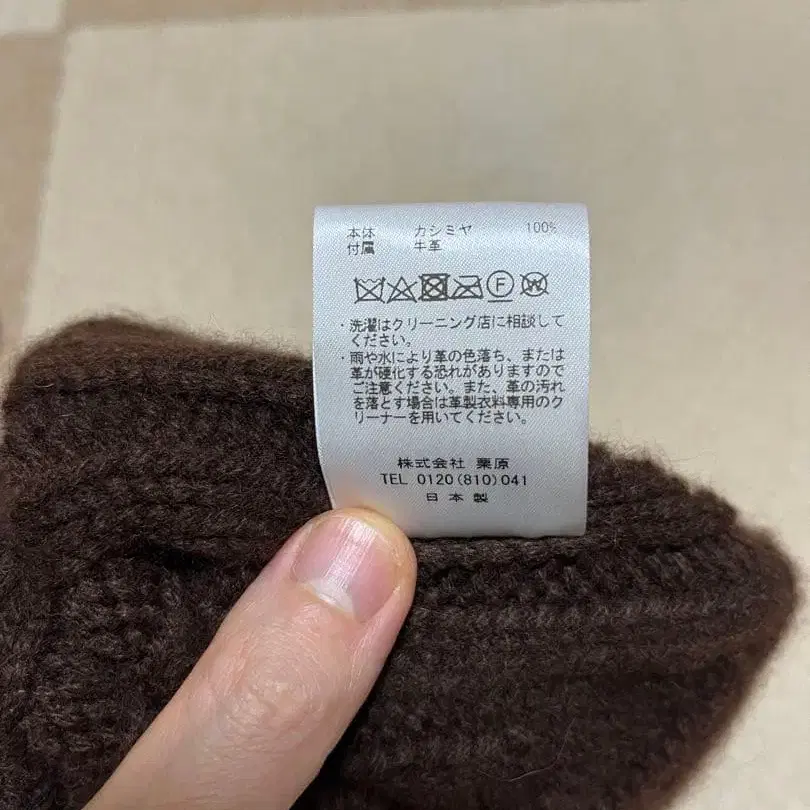 本体 カシミヤ 100%
付属 牛革
F W
・洗濯はクリーニング店に相談して
ください。
・雨や水により革の色落ち、または
革が硬化する恐れがありますので
ご注意ください。また、革の汚れ
を落とす場合は革製衣料専用のク
リーナーを用いてください。
株式会社 栗原
TEL 0120(810)041
日本製